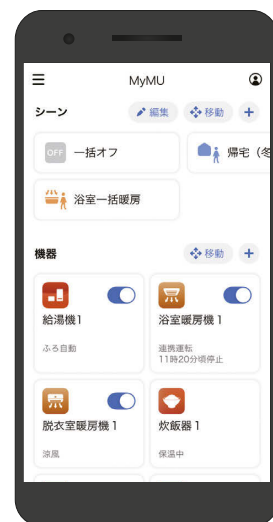 MyMU
シーン
編集
移動
+
OFF 一括オフ
帰宅（冬
浴室一括暖房
機器
移動
+
給湯機1
ふろ自動
浴室暖房機 1
連携運転
11時20分頃停止
脱衣室暖房機 1
涼風
炊飯器 1
保温中